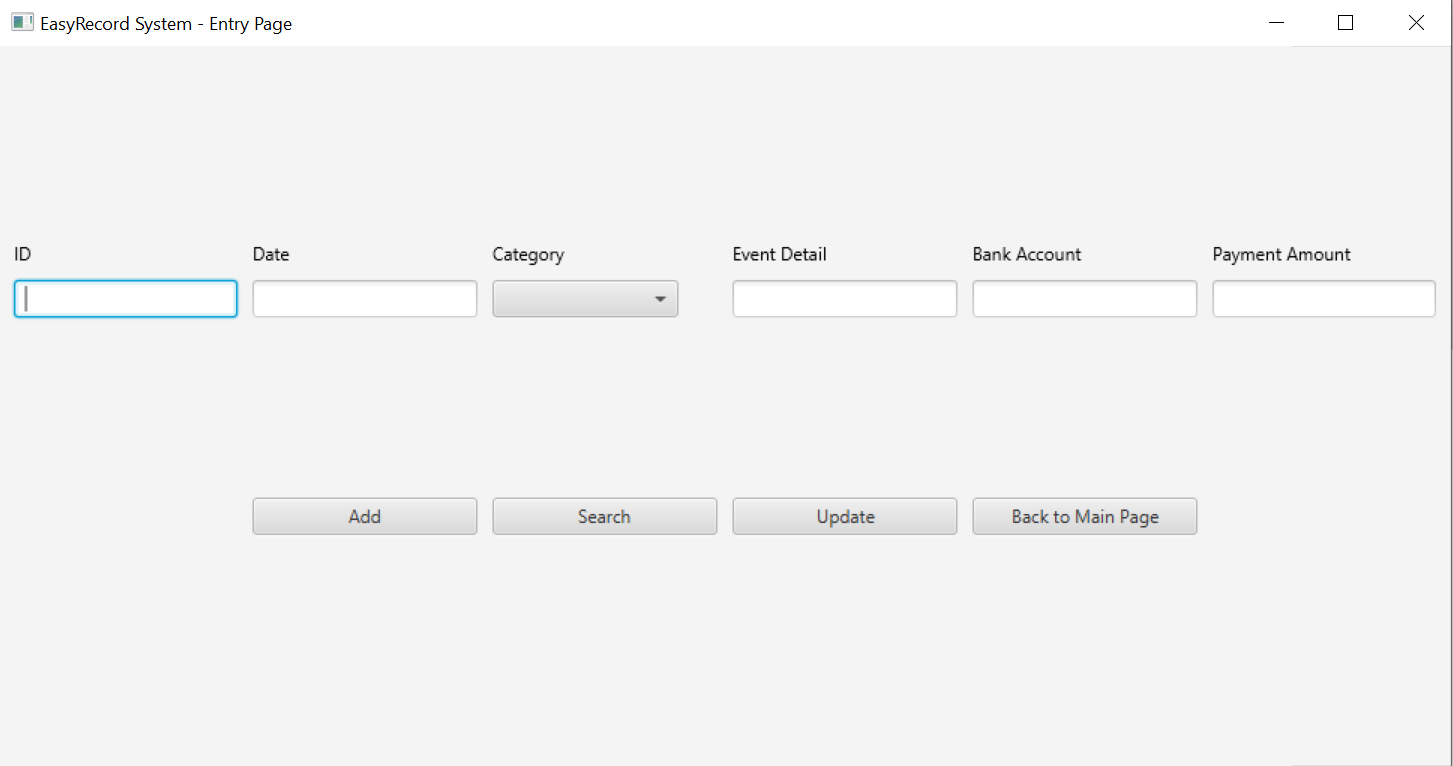 EasyRecord System - Entry Page
ID Date Category Event Detail Bank Account Payment Amount
Add Search Update Back to Main Page